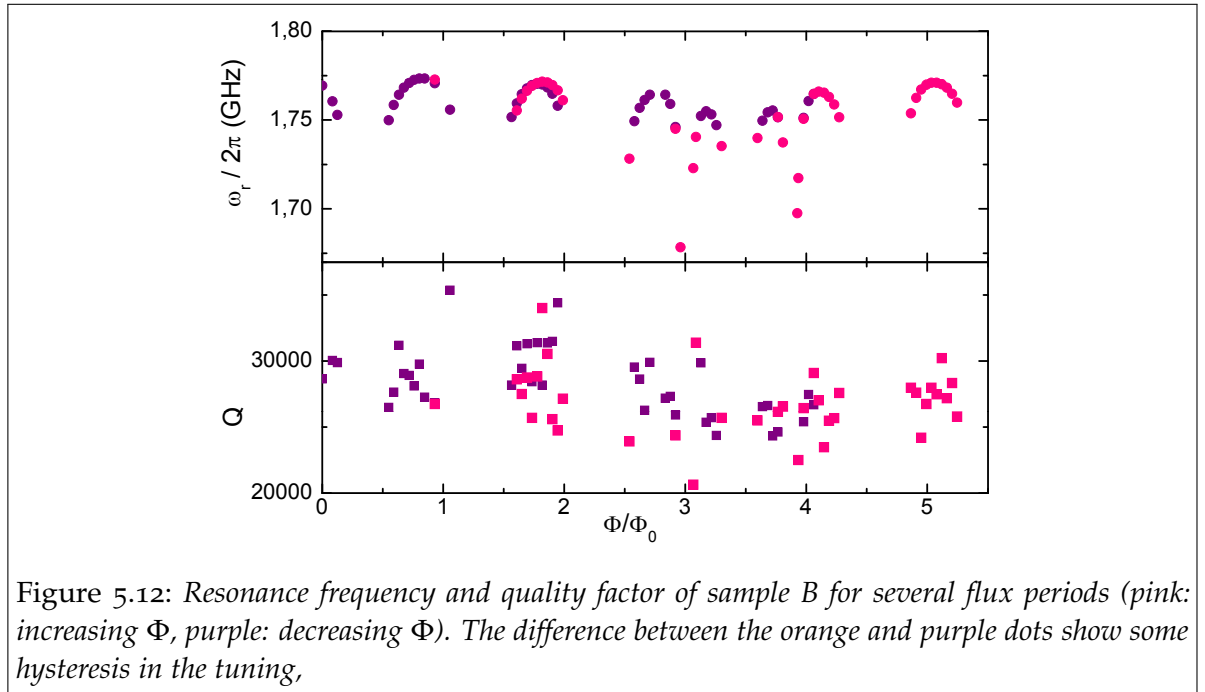 1,80
1,75
1,70
ω_r / 2π (GHz)
30000
20000
Q
0 1 2 3 4 5
Φ/Φ_0
Figure 5.12: Resonance frequency and quality factor of sample B for several flux periods (pink:
increasing Φ, purple: decreasing Φ). The difference between the orange and purple dots show some
hysteresis in the tuning,